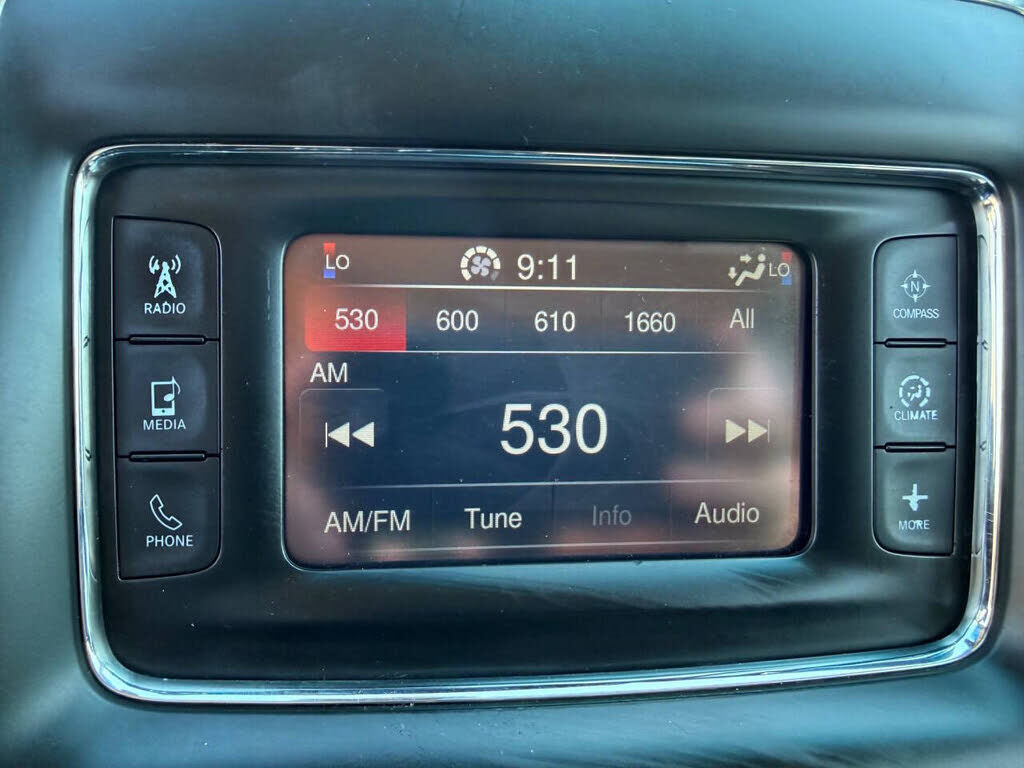 LO 9:11 LO
530 600 610 1660 All
AM
530
AM/FM Tune Info Audio
RADIO
MEDIA
PHONE
N
COMPASS
CLIMATE
MORE